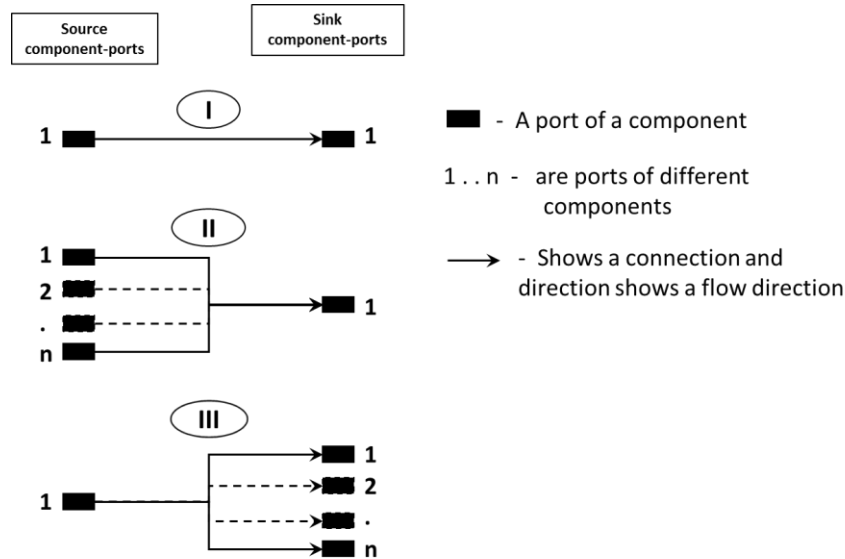 Source
component-ports
Sink
component-ports
I
1
1
II
1
2
.
n
1
III
1
1
2
.
n
- A port of a component
1 . . n - are ports of different
components
- Shows a connection and
direction shows a flow direction